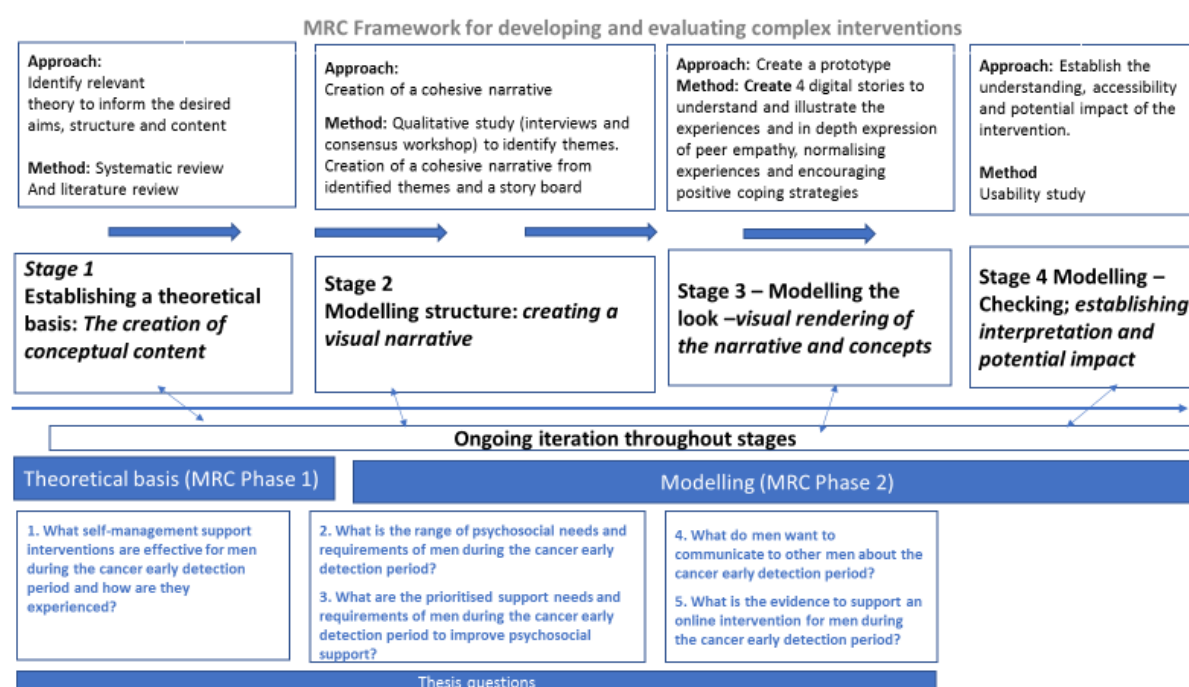 MRC Framework for developing and evaluating complex interventions
Approach:
Identify relevant
theory to inform the desired
aims, structure and content
Method: Systematic review
And literature review
Approach:
Creation of a cohesive narrative
Method: Qualitative study (interviews and
consensus workshop) to identify themes.
Creation of a cohesive narrative from
identified themes and a story board
Approach: Create a prototype
Method: Create 4 digital stories to
understand and illustrate the
experiences and in depth expression
of peer empathy, normalising
experiences and encouraging
positive coping strategies
Approach: Establish the
understanding, accessibility
and potential impact of the
intervention.
Method
Usability study
Stage 1
Establishing a theoretical
basis: The creation of
conceptual content
Stage 2
Modelling structure: creating a
visual narrative
Stage 3 – Modelling the
look –visual rendering of
the narrative and concepts
Stage 4 Modelling –
Checking; establishing
interpretation and
potential impact
Ongoing iteration throughout stages
Theoretical basis (MRC Phase 1)
Modelling (MRC Phase 2)
1. What self-management support
interventions are effective for men
during the cancer early detection
period and how are they
experienced?
2. What is the range of psychosocial needs and
requirements of men during the cancer early
detection period?
3. What are the prioritised support needs and
requirements of men during the cancer early
detection period to improve psychosocial
support?
4. What do men want to
communicate to other men about the
cancer early detection period?
5. What is the evidence to support an
online intervention for men during
the cancer early detection period?
Thesis questions